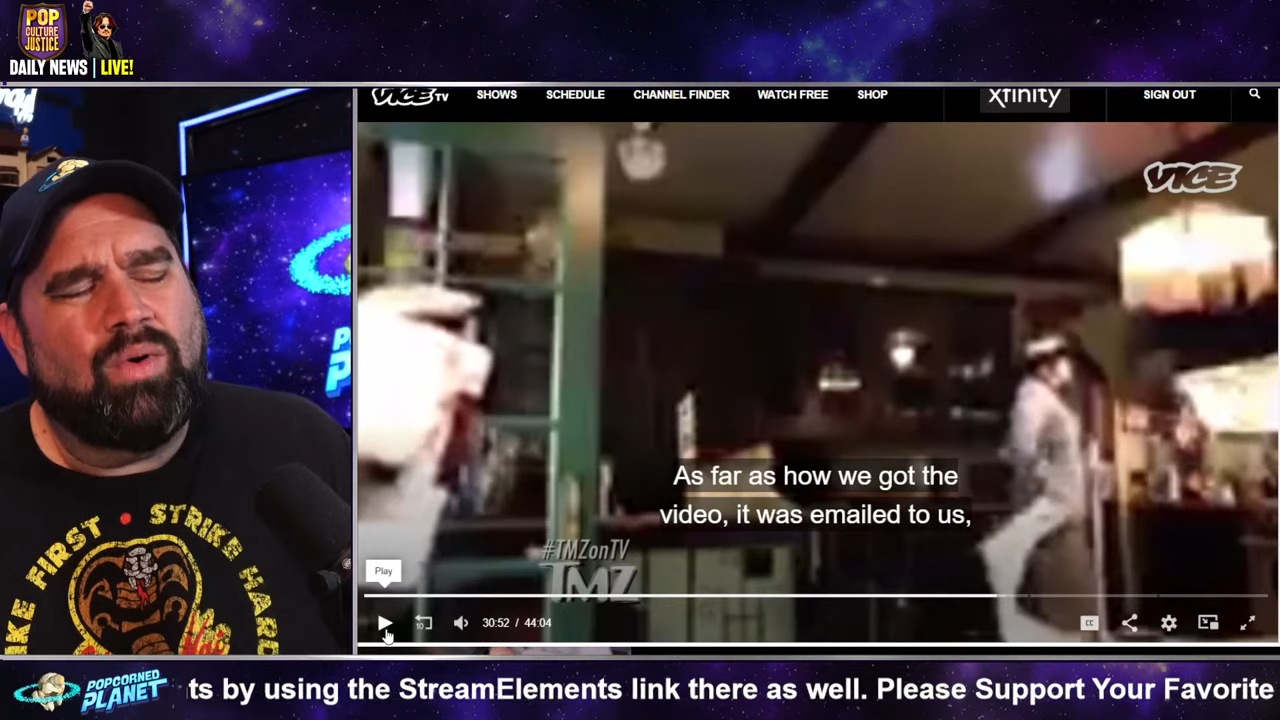 POP
CULTURE
JUSTICE
DAILY NEWS | LIVE!
VICE TV
SHOWS
SCHEDULE
CHANNEL FINDER
WATCH FREE
SHOP
xfinity
SIGN OUT
VICE
As far as how we got the
video, it was emailed to us,
#TMZonTV
TMZ
Play
10
30:52 / 44:04
CC
STRIKE FIRST • STRIKE HARD
POPCORNED
PLANET
ts by using the StreamElements link there as well. Please Support Your Favorite